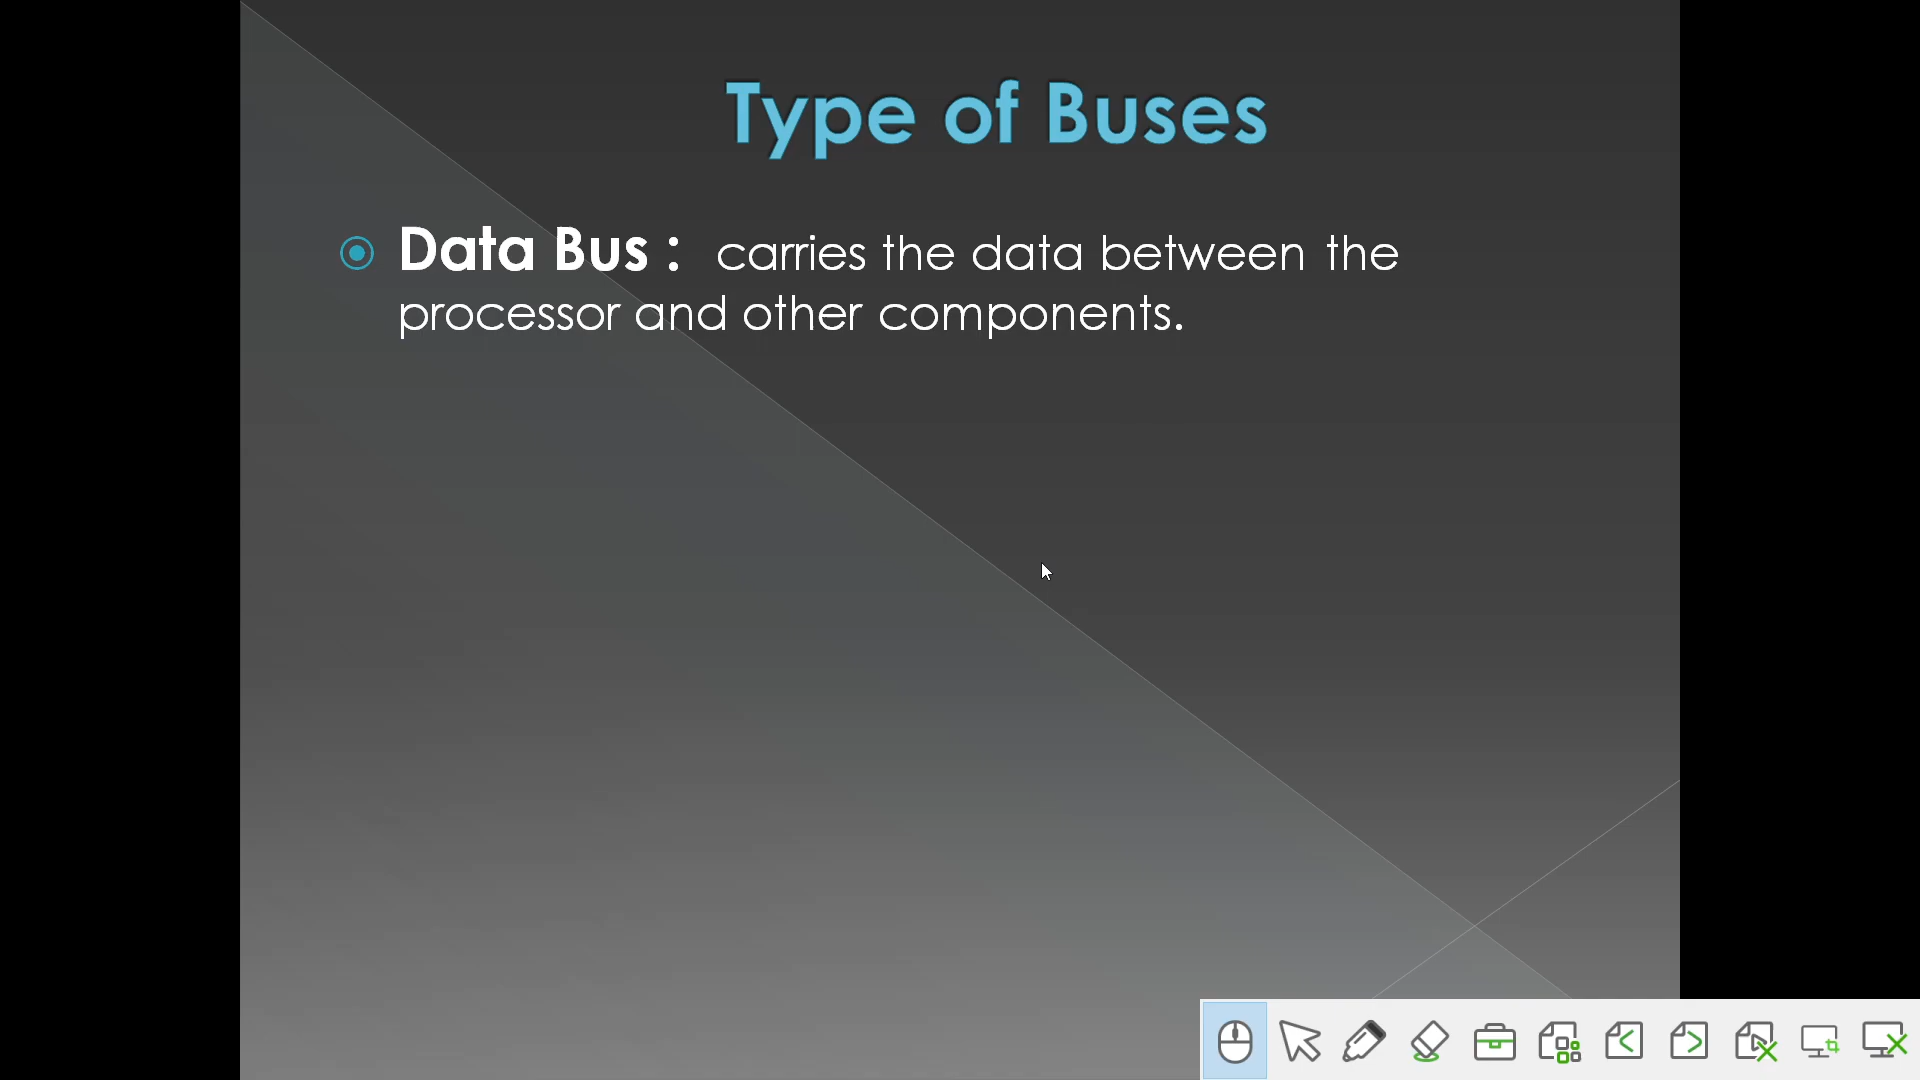 Type of Buses
Data Bus : carries the data between the
processor and other components.